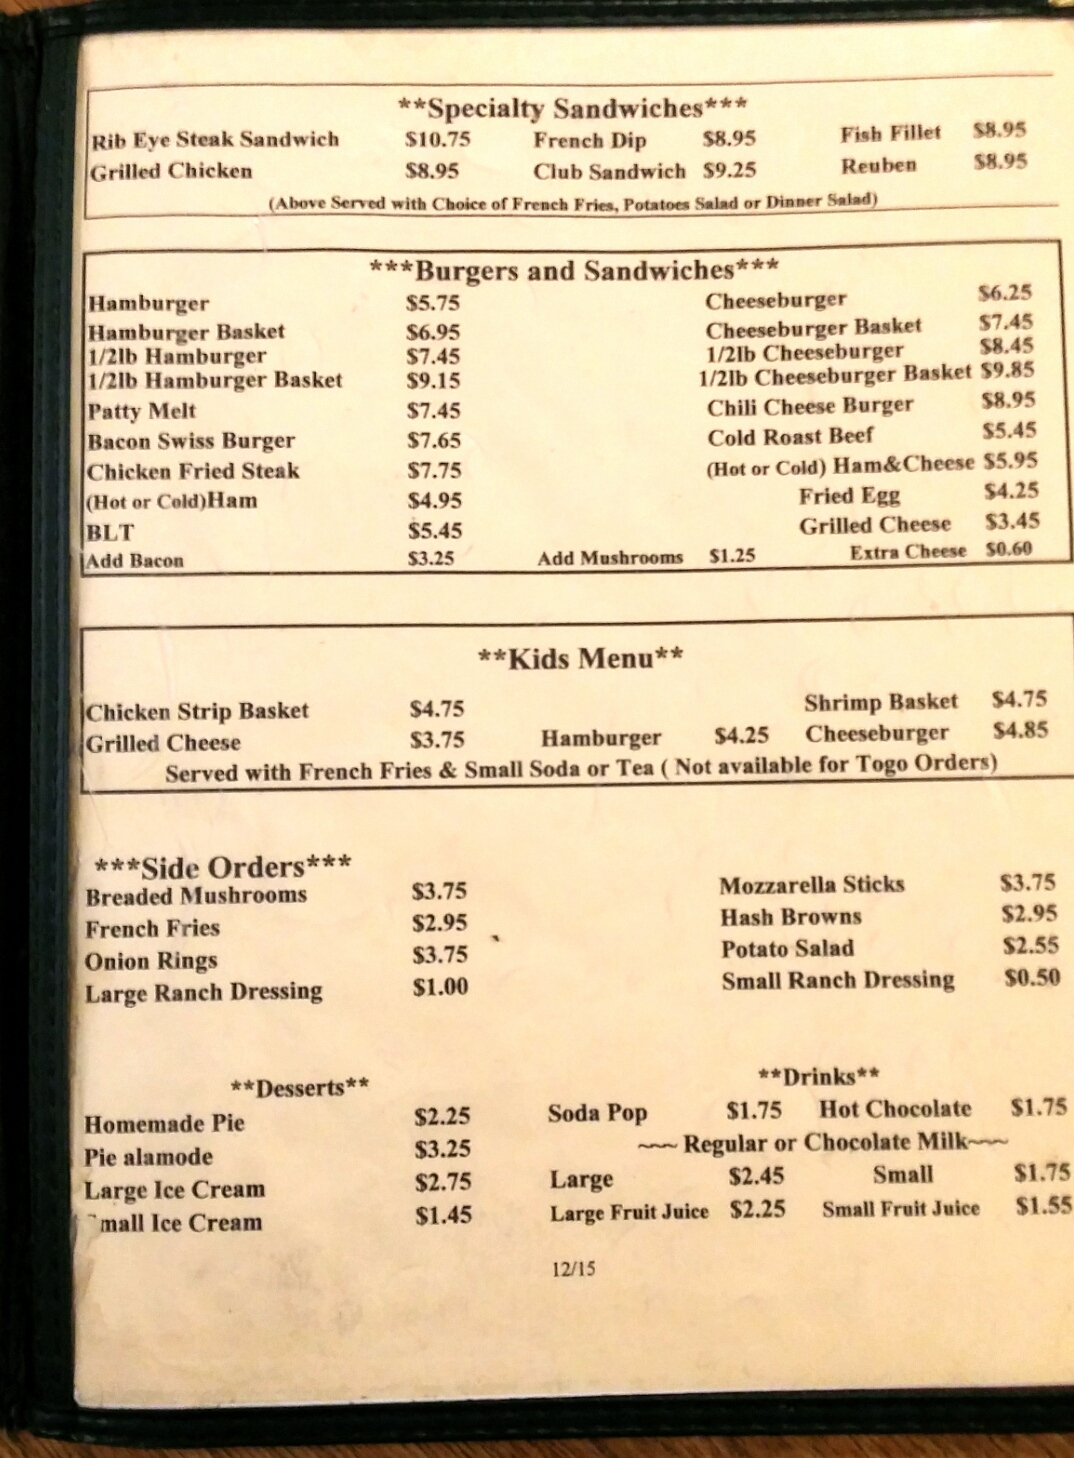 **Specialty Sandwiches***
Rib Eye Steak Sandwich $10.75 French Dip $8.95 Fish Fillet $8.95
Grilled Chicken $8.95 Club Sandwich $9.25 Reuben $8.95
(Above Served with Choice of French Fries, Potatoes Salad or Dinner Salad)
***Burgers and Sandwiches***
Hamburger $5.75 Cheeseburger $6.25
Hamburger Basket $6.95 Cheeseburger Basket $7.45
1/2lb Hamburger $7.45 1/2lb Cheeseburger $8.45
1/2lb Hamburger Basket $9.15 1/2lb Cheeseburger Basket $9.85
Patty Melt $7.45 Chili Cheese Burger $8.95
Bacon Swiss Burger $7.65 Cold Roast Beef $5.45
Chicken Fried Steak $7.75 (Hot or Cold) Ham&Cheese $5.95
(Hot or Cold)Ham $4.95 Fried Egg $4.25
BLT $5.45 Grilled Cheese $3.45
Add Bacon $3.25 Add Mushrooms $1.25 Extra Cheese $0.60
**Kids Menu**
Chicken Strip Basket $4.75 Shrimp Basket $4.75
Grilled Cheese $3.75 Hamburger $4.25 Cheeseburger $4.85
Served with French Fries & Small Soda or Tea ( Not available for Togo Orders)
***Side Orders***
Breaded Mushrooms $3.75 Mozzarella Sticks $3.75
French Fries $2.95 Hash Browns $2.95
Onion Rings $3.75 Potato Salad $2.55
Large Ranch Dressing $1.00 Small Ranch Dressing $0.50
**Desserts**
Homemade Pie $2.25
Pie alamode $3.25
Large Ice Cream $2.75
mall Ice Cream $1.45
**Drinks**
Soda Pop $1.75 Hot Chocolate $1.75
~~~ Regular or Chocolate Milk~~~
Large $2.45 Small $1.75
Large Fruit Juice $2.25 Small Fruit Juice $1.55
12/15